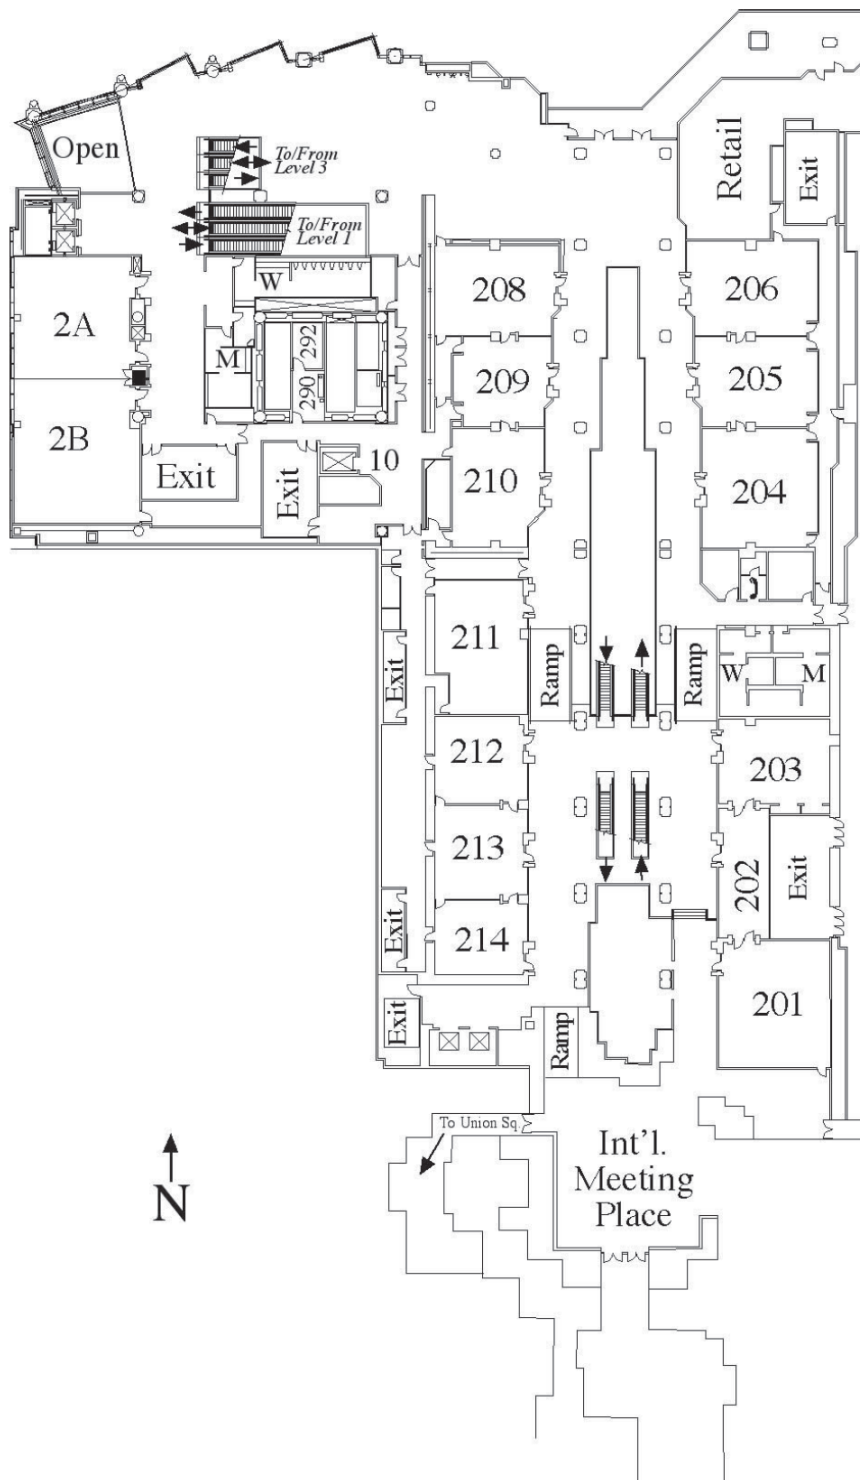 Open
To/From
Level 3
To/From
Level 1
Retail
Exit
W
208
206
2A
292
M
209
205
290
2B
10
Exit
Exit
210
204
211
Exit
Ramp
Ramp
W
M
212
203
213
202
Exit
Exit
214
201
Exit
Ramp
To Union Sq.
Int'l.
Meeting
Place
N